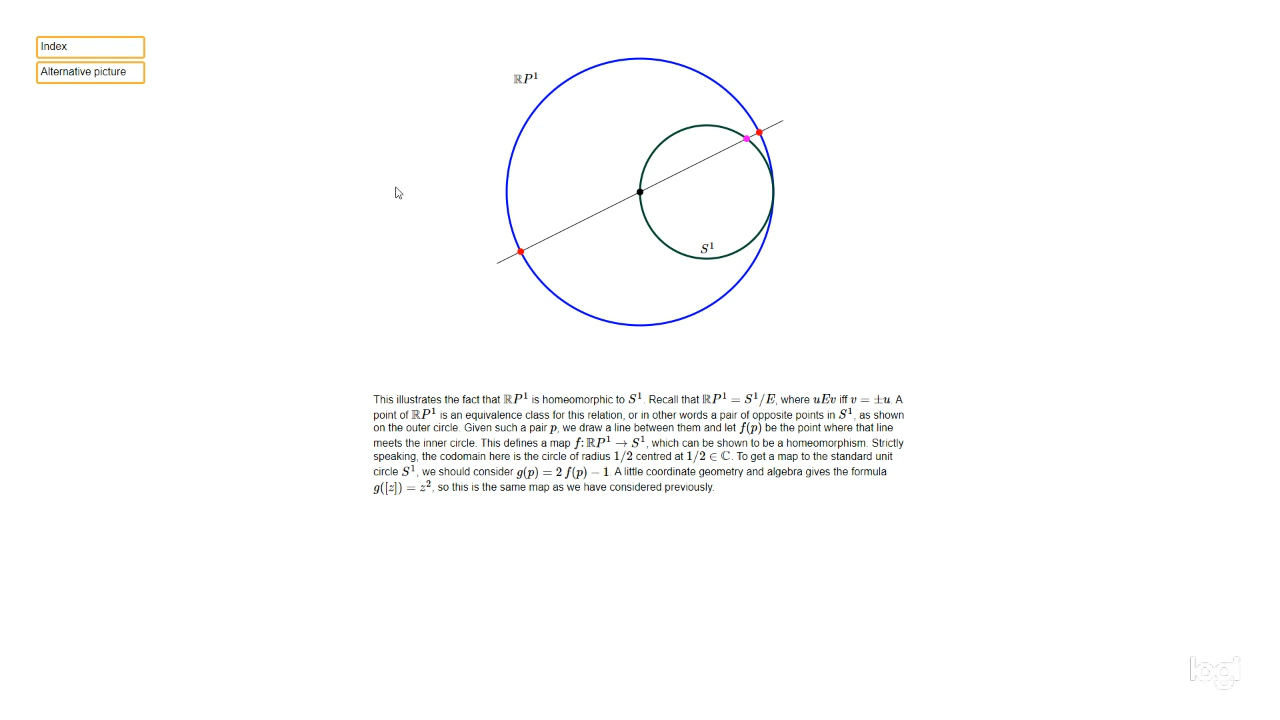 Index
Alternative picture
ℝP¹
S¹
This illustrates the fact that ℝP¹ is homeomorphic to S¹. Recall that ℝP¹ = S¹/E, where uEv iff v = ±u. A
point of ℝP¹ is an equivalence class for this relation, or in other words a pair of opposite points in S¹, as shown
on the outer circle. Given such a pair p, we draw a line between them and let f(p) be the point where that line
meets the inner circle. This defines a map f: ℝP¹ → S¹, which can be shown to be a homeomorphism. Strictly
speaking, the codomain here is the circle of radius 1/2 centred at 1/2 ∈ ℂ. To get a map to the standard unit
circle S¹, we should consider g(p) = 2 f(p) − 1. A little coordinate geometry and algebra gives the formula
g([z]) = z², so this is the same map as we have considered previously.
logi